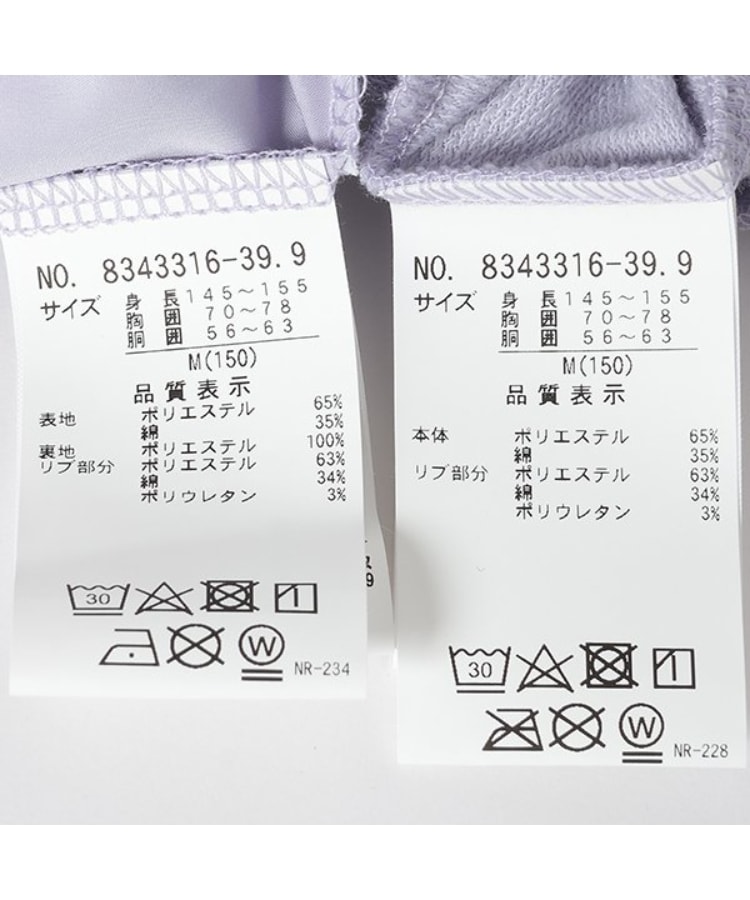 NO. 8343316-39.9
サイズ 身 長 145～155
胸 囲 70～78
胴 囲 56～63
M(150)
品質表示
表地 ポリエステル 65%
綿 35%
裏地 ポリエステル 100%
リブ部分 ポリエステル 63%
綿 34%
ポリウレタン 3%
30
W
NR-234
9
NO. 8343316-39.9
サイズ 身 長 145～155
胸 囲 70～78
胴 囲 56～63
M(150)
品質表示
本体 ポリエステル 65%
綿 35%
リブ部分 ポリエステル 63%
綿 34%
ポリウレタン 3%
30
W
NR-228